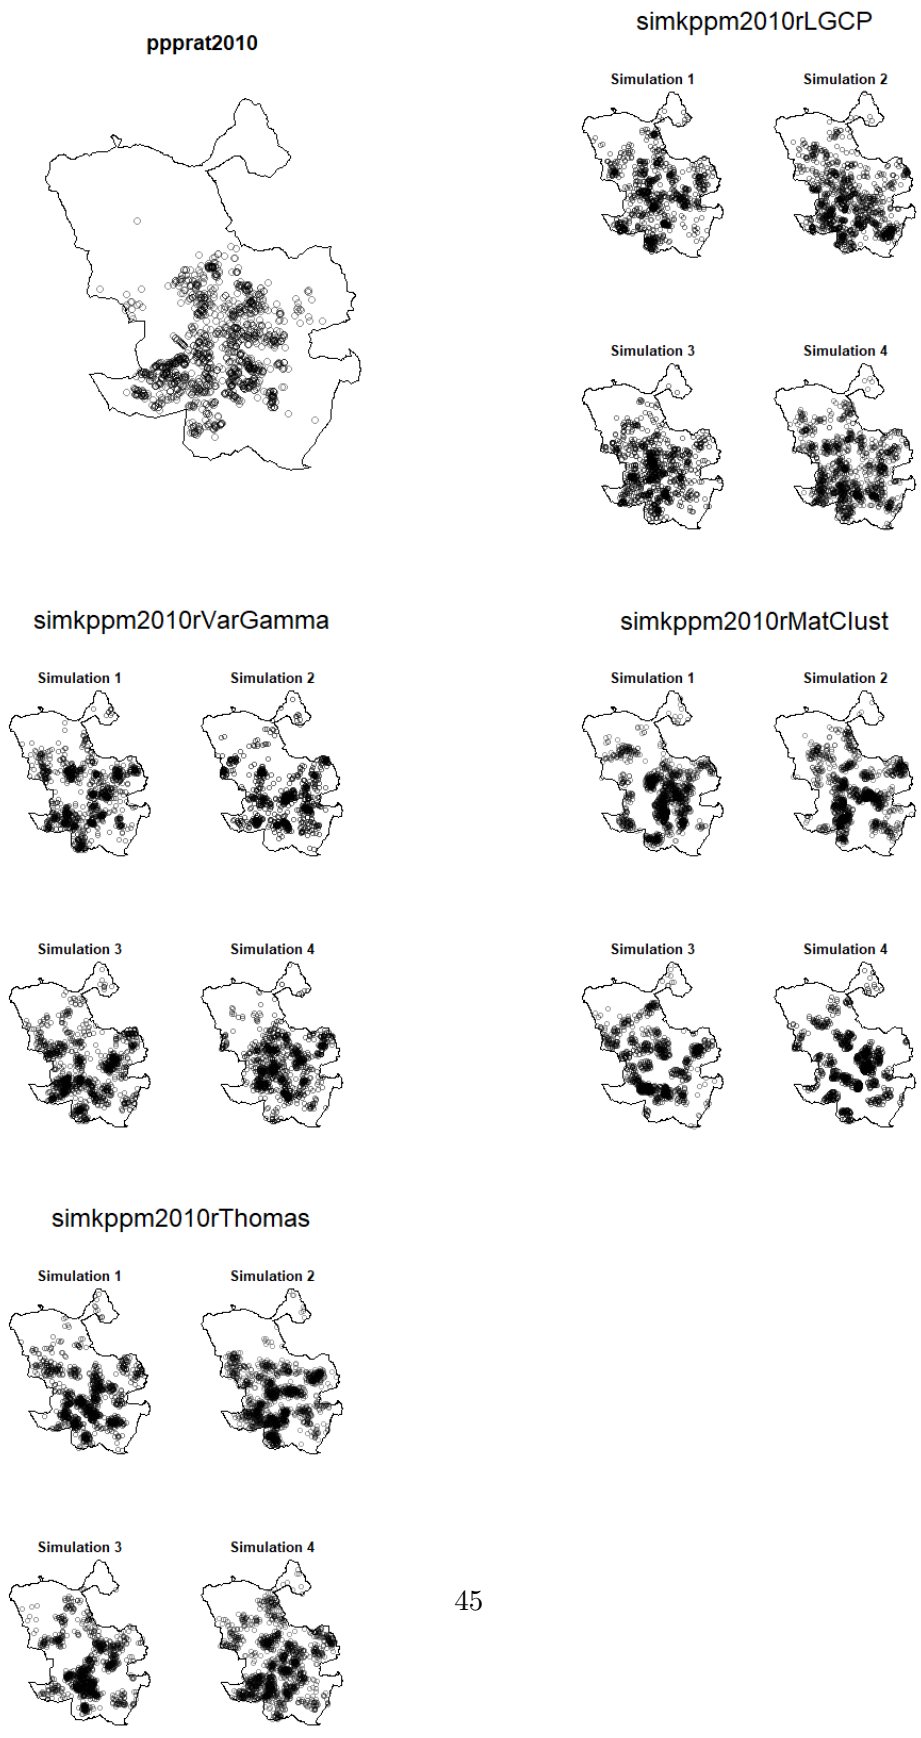 ppprat2010
simkppm2010rLGCP
Simulation 1
Simulation 2
Simulation 3
Simulation 4
simkppm2010rVarGamma
Simulation 1
Simulation 2
Simulation 3
Simulation 4
simkppm2010rMatClust
Simulation 1
Simulation 2
Simulation 3
Simulation 4
simkppm2010rThomas
Simulation 1
Simulation 2
Simulation 3
Simulation 4
45